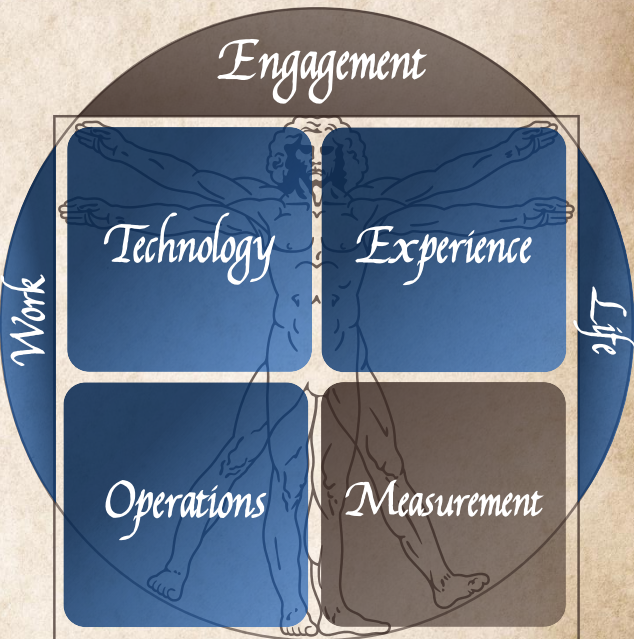 Engagement
Technology
Experience
Work
Life
Operations
Measurement